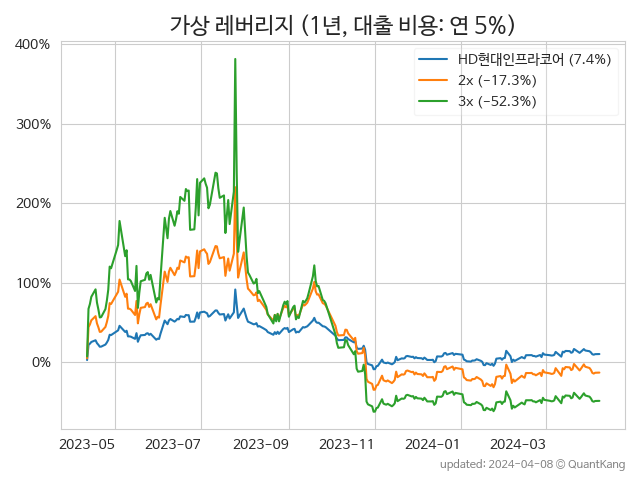 가상 레버리지 (1년, 대출 비용: 연 5%)
400%
300%
200%
100%
0%
HD현대인프라코어 (7.4%)
2x (−17.3%)
3x (−52.3%)
2023-05 2023-07 2023-09 2023-11 2024-01 2024-03
updated: 2024-04-08 © QuantKang